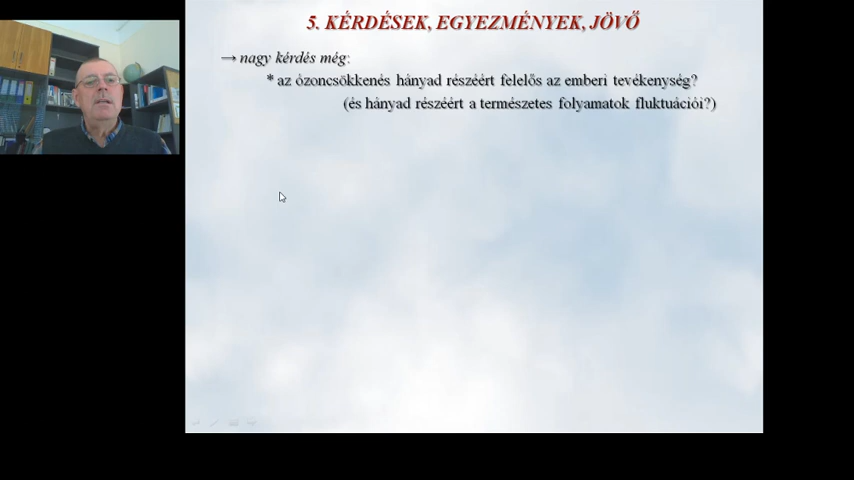 5. KÉRDÉSEK, EGYEZMÉNYEK, JÖVŐ
→ nagy kérdés még:
* az ózoncsökkenés hányad részéért felelős az emberi tevékenység?
(és hányad részéért a természetes folyamatok fluktuációi?)